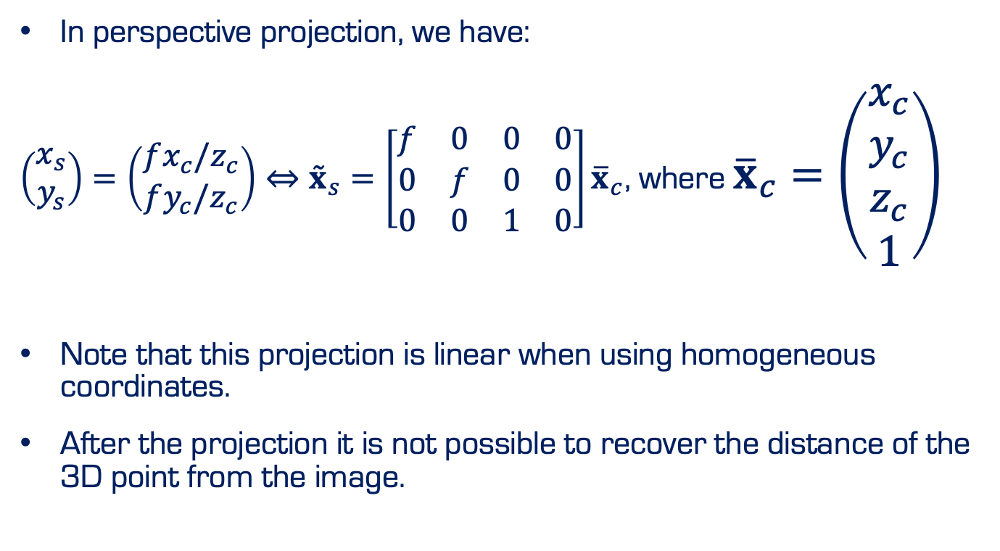 • In perspective projection, we have:
$\begin{pmatrix} x_s \\ y_s \end{pmatrix} = \begin{pmatrix} f x_c / z_c \\ f y_c / z_c \end{pmatrix} \Leftrightarrow \tilde{\mathbf{x}}_s = \begin{bmatrix} f & 0 & 0 & 0 \\ 0 & f & 0 & 0 \\ 0 & 0 & 1 & 0 \end{bmatrix} \bar{\mathbf{x}}_c$, where $\bar{\mathbf{x}}_c = \begin{pmatrix} x_c \\ y_c \\ z_c \\ 1 \end{pmatrix}$
• Note that this projection is linear when using homogeneous
coordinates.
• After the projection it is not possible to recover the distance of the
3D point from the image.